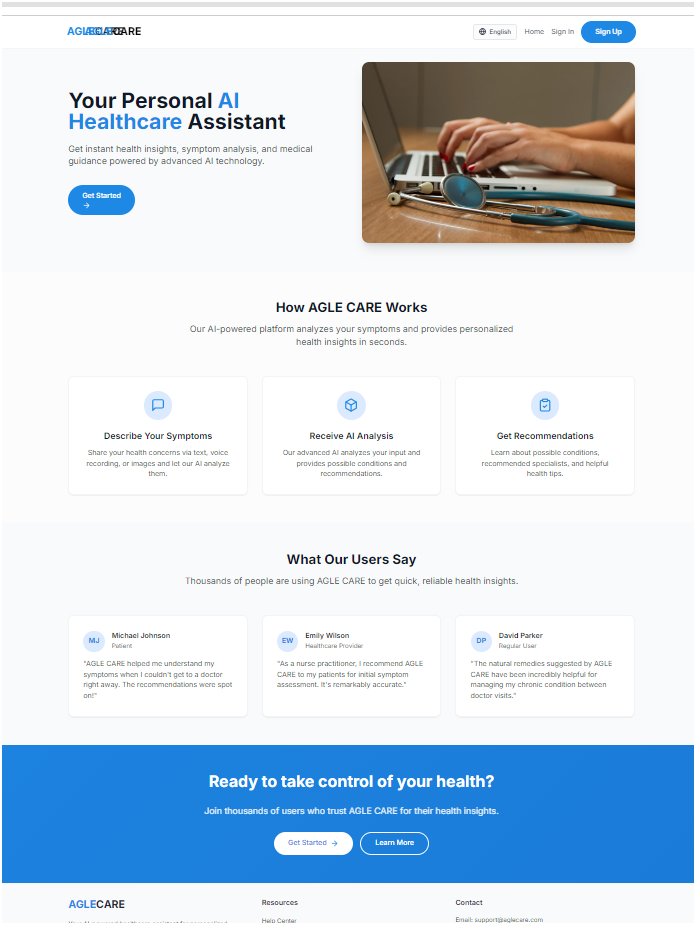 AGLECARE
English
Home
Sign In
Sign Up
Your Personal AI
Healthcare Assistant
Get instant health insights, symptom analysis, and medical
guidance powered by advanced AI technology.
Get Started
→
How AGLE CARE Works
Our AI-powered platform analyzes your symptoms and provides personalized
health insights in seconds.
Describe Your Symptoms
Share your health concerns via text, voice
recording, or images and let our AI analyze
them.
Receive AI Analysis
Our advanced AI analyzes your input and
provides possible conditions and
recommendations.
Get Recommendations
Learn about possible conditions,
recommended specialists, and helpful
health tips.
What Our Users Say
Thousands of people are using AGLE CARE to get quick, reliable health insights.
MJ
Michael Johnson
Patient
"AGLE CARE helped me understand my
symptoms when I couldn't get to a doctor
right away. The recommendations were spot
on!"
EW
Emily Wilson
Healthcare Provider
"As a nurse practitioner, I recommend AGLE
CARE to my patients for initial symptom
assessment. It's remarkably accurate."
DP
David Parker
Regular User
"The natural remedies suggested by AGLE
CARE have been incredibly helpful for
managing my chronic condition between
doctor visits."
Ready to take control of your health?
Join thousands of users who trust AGLE CARE for their health insights.
Get Started →
Learn More
AGLECARE
Resources
Help Center
Contact
Email: support@aglecare.com